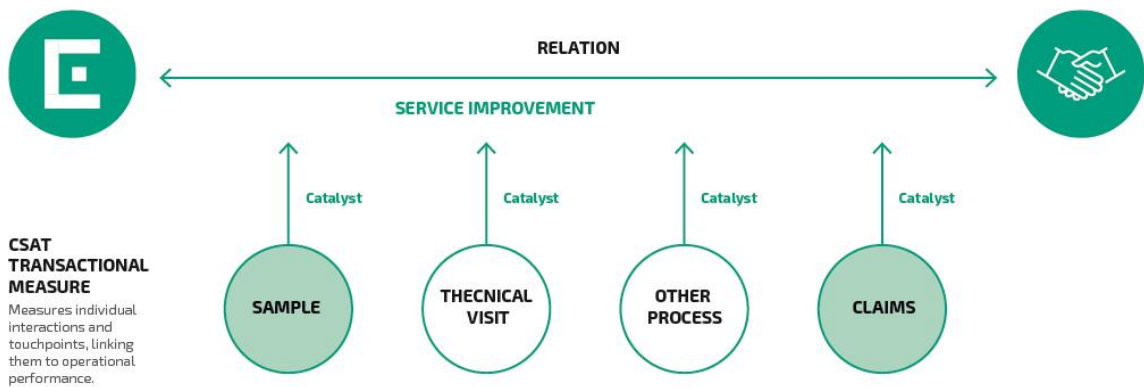 RELATION
SERVICE IMPROVEMENT
Catalyst
Catalyst
Catalyst
Catalyst
CSAT
TRANSACTIONAL
MEASURE
Measures individual
interactions and
touchpoints, linking
them to operational
performance.
SAMPLE
THECNICAL
VISIT
OTHER
PROCESS
CLAIMS